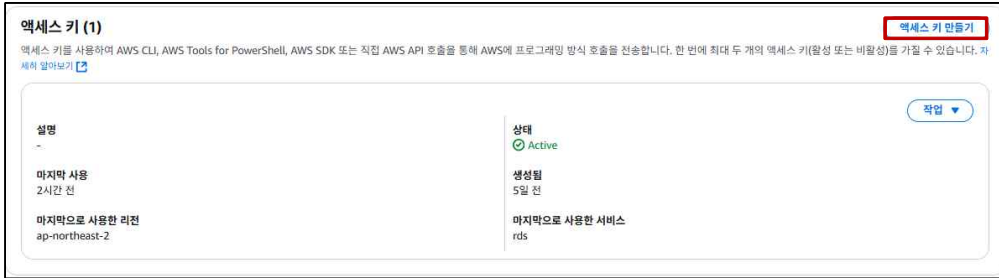 액세스 키 (1)
액세스 키 만들기
액세스 키를 사용하여 AWS CLI, AWS Tools for PowerShell, AWS SDK 또는 직접 AWS API 호출을 통해 AWS에 프로그래밍 방식 호출을 전송합니다. 한 번에 최대 두 개의 액세스 키(활성 또는 비활성)를 가질 수 있습니다. 자
세히 알아보기
작업
설명
-
상태
Active
마지막 사용
2시간 전
생성됨
5일 전
마지막으로 사용한 리전
ap-northeast-2
마지막으로 사용한 서비스
rds